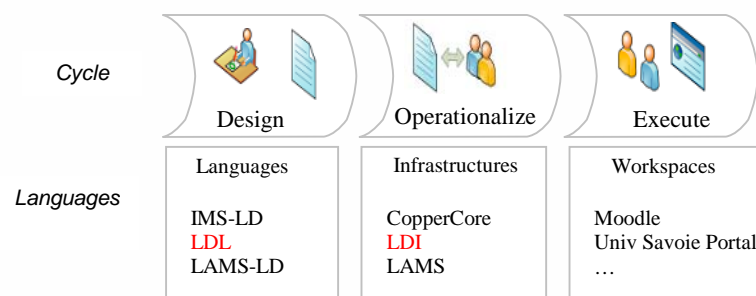 Cycle
Design
Operationalize
Execute
Languages
Languages
IMS-LD
LDL
LAMS-LD
Infrastructures
CopperCore
LDI
LAMS
Workspaces
Moodle
Univ Savoie Portal
…